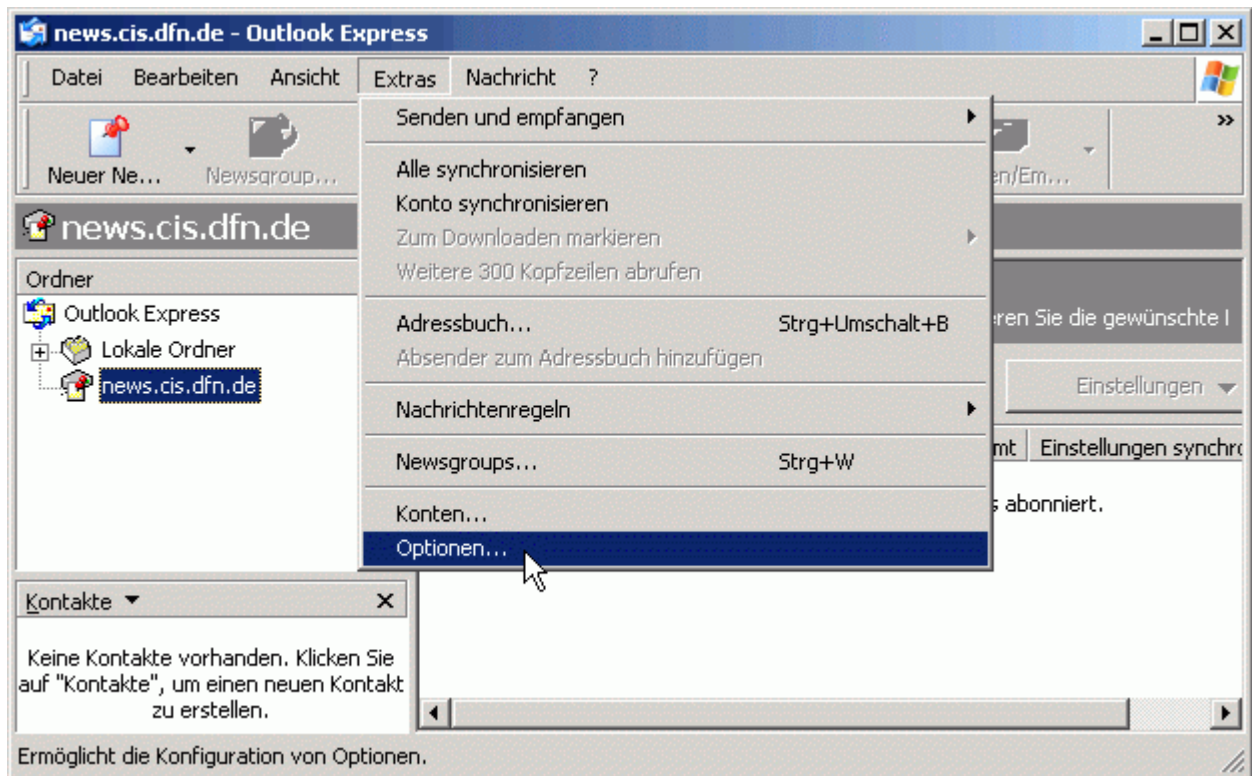 news.cis.dfn.de - Outlook Express
Datei Bearbeiten Ansicht Extras Nachricht ?
Neuer Ne... Newsgroup... en/Em... »
news.cis.dfn.de
Ordner
Outlook Express
Lokale Ordner
news.cis.dfn.de
Senden und empfangen
Alle synchronisieren
Konto synchronisieren
Zum Downloaden markieren
Weitere 300 Kopfzeilen abrufen
Adressbuch... Strg+Umschalt+B
Absender zum Adressbuch hinzufügen
Nachrichtenregeln
Newsgroups... Strg+W
Konten...
Optionen...
eren Sie die gewünschte
Einstellungen
mt Einstellungen synchro
abonniert.
Kontakte
Keine Kontakte vorhanden. Klicken Sie
auf "Kontakte", um einen neuen Kontakt
zu erstellen.
Ermöglicht die Konfiguration von Optionen.